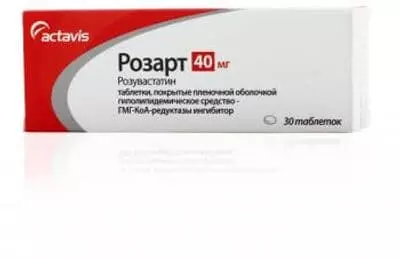 actavis
Розарт 40 мг
Розувастатин
таблетки, покрытые пленочной оболочкой
гиполипидемическое средство -
ГМГ-КоА-редуктазы ингибитор
30 таблеток